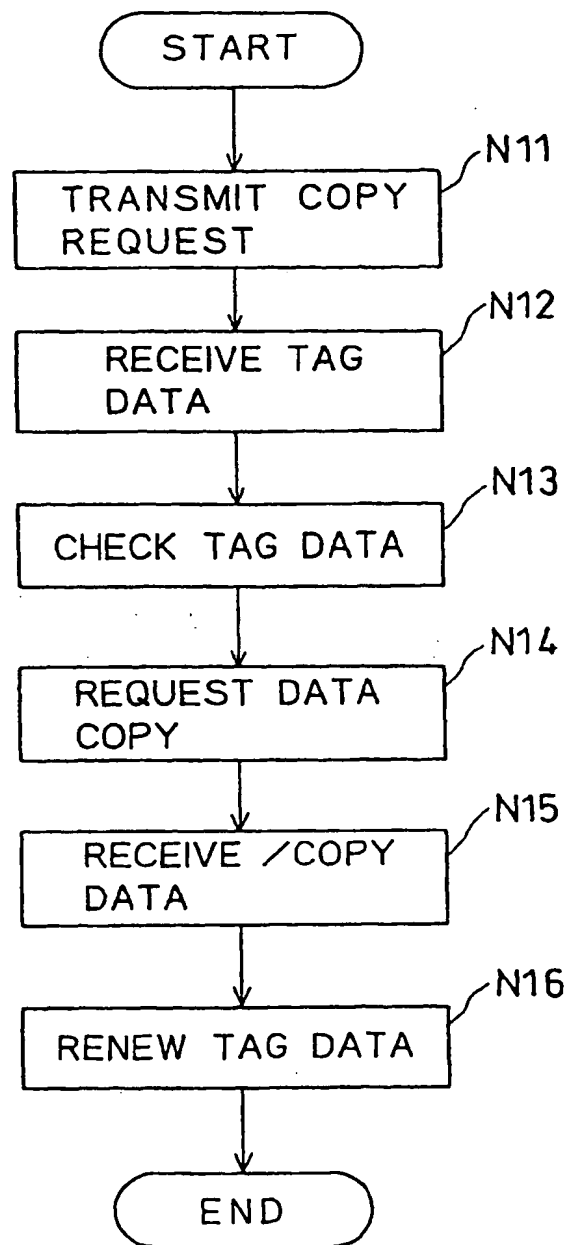 START
N11
TRANSMIT COPY
REQUEST
N12
RECEIVE TAG
DATA
N13
CHECK TAG DATA
N14
REQUEST DATA
COPY
N15
RECEIVE /COPY
DATA
N16
RENEW TAG DATA
END